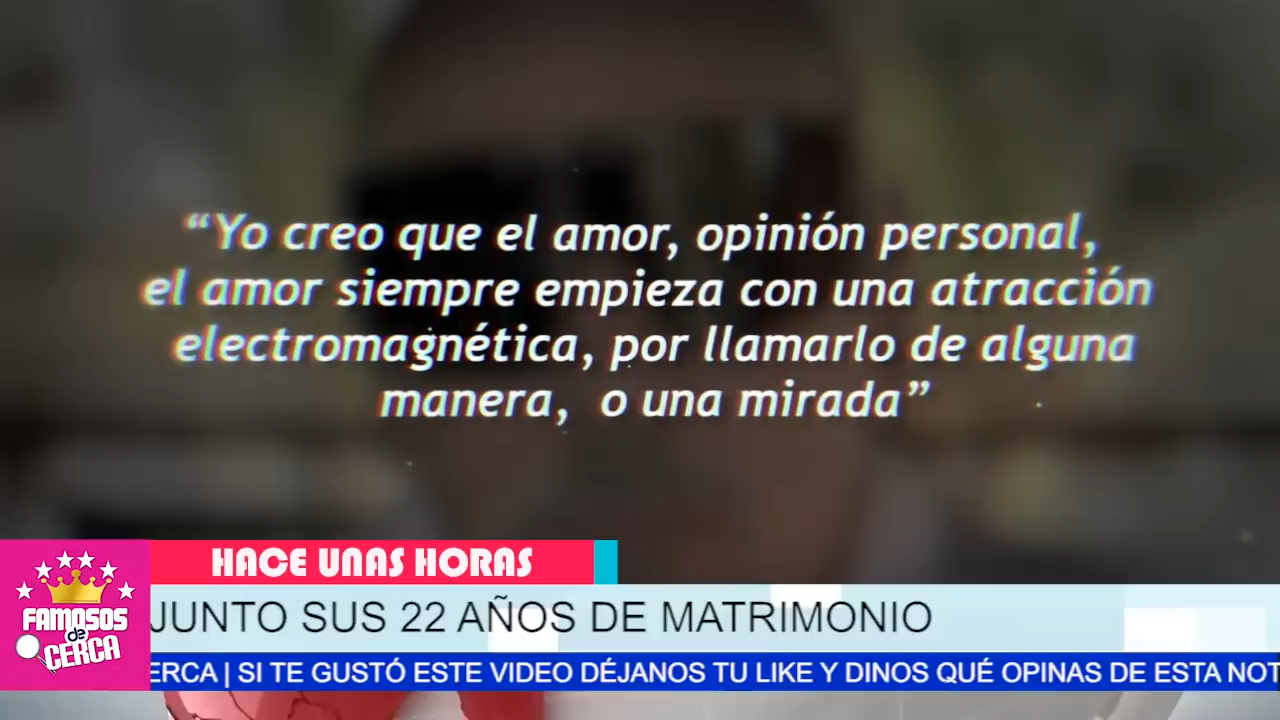 “Yo creo que el amor, opinión personal,
el amor siempre empieza con una atracción
electromagnética, por llamarlo de alguna
manera, o una mirada”
HACE UNAS HORAS
FAMOSOS
de
CERCA
JUNTO SUS 22 AÑOS DE MATRIMONIO
ERCA | SI TE GUSTÓ ESTE VIDEO DÉJANOS TU LIKE Y DINOS QUÉ OPINAS DE ESTA NOT